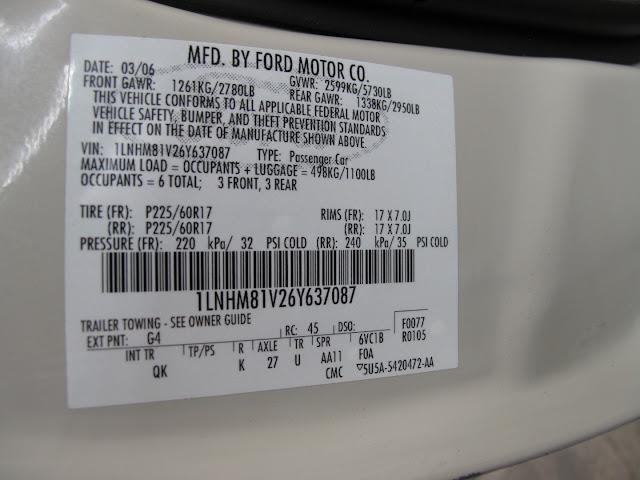 MFD. BY FORD MOTOR CO.
DATE: 03/06 GVWR: 2599KG/5730LB
FRONT GAWR: 1261KG/2780LB REAR GAWR: 1338KG/2950LB
THIS VEHICLE CONFORMS TO ALL APPLICABLE FEDERAL MOTOR
VEHICLE SAFETY, BUMPER, AND THEFT PREVENTION STANDARDS
IN EFFECT ON THE DATE OF MANUFACTURE SHOWN ABOVE.
VIN: 1LNHM81V26Y637087 TYPE: Passenger Car
MAXIMUM LOAD = OCCUPANTS + LUGGAGE = 498KG/1100LB
OCCUPANTS = 6 TOTAL; 3 FRONT, 3 REAR
TIRE (FR): P225/60R17 RIMS (FR): 17 X 7.0J
(RR): P225/60R17 (RR): 17 X 7.0J
PRESSURE (FR): 220 kPa/ 32 PSI COLD (RR): 240 kPa/ 35 PSI COLD
1LNHM81V26Y637087
TRAILER TOWING - SEE OWNER GUIDE
EXT PNT: G4 RC: 45 DSO: F0077
INT TR TP/PS R AXLE TR SPR 6VC1B R0105
QK K 27 U AA11 FOA
CMC ▽5U5A-5420472-AA